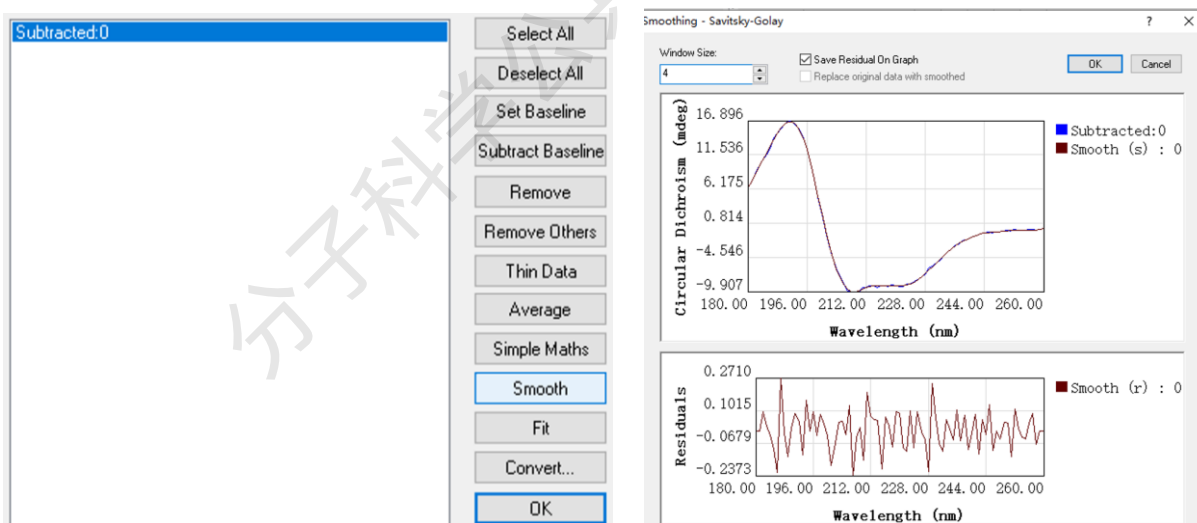 Subtracted:0
Select All
Deselect All
Set Baseline
Subtract Baseline
Remove
Remove Others
Thin Data
Average
Simple Maths
Smooth
Fit
Convert...
OK
Smoothing - Savitsky-Golay
? ×
Window Size:
4
Save Residual On Graph
Replace original data with smoothed
OK
Cancel
Circular Dichroism (mdeg)
16.896
11.536
6.175
0.814
-4.546
-9.907
180.00 196.00 212.00 228.00 244.00 260.00
Wavelength (nm)
Subtracted:0
Smooth (s) : 0
Residuals
0.2710
0.1015
-0.0679
-0.2373
180.00 196.00 212.00 228.00 244.00 260.00
Wavelength (nm)
Smooth (r) : 0
分子科学公